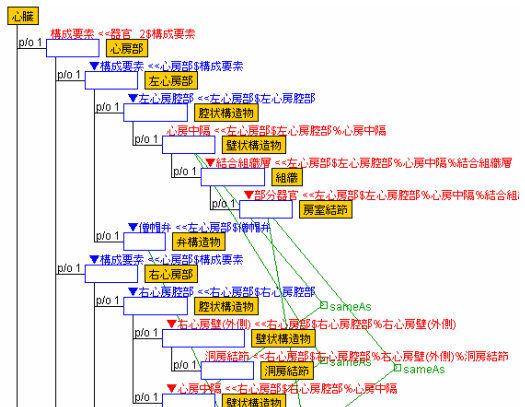 心臓
構成要素 <<器官_2$構成要素
p/o 1 心房部
▼構成要素 <<心房部$構成要素
p/o 1 左心房部
▼左心房腔部 <<左心房部$左心房腔部
p/o 1 腔状構造物
心房中隔 <<左心房部$左心房腔部%心房中隔
p/o 1 壁状構造物
▼結合組織層 <<左心房部$左心房腔部%心房中隔%結合組織層
p/o 1 組織
▼部分器官 <<左心房部$左心房腔部%心房中隔%結合組
p/o 1 房室結節
▼僧帽弁 <<左心房部$僧帽弁
p/o 1 弁構造物
▼構成要素 <<心房部$構成要素
p/o 1 右心房部
▼右心房腔部 <<右心房部$右心房腔部
p/o 1 腔状構造物
sameAs
▼右心房壁(外側) <<右心房部$右心房腔部%右心房壁(外側)
p/o 1 壁状構造物
洞房結節 <<右心房部$右心房腔部%右心房壁(外側)%洞房結節
p/o 1 洞房結節
sameAs
sameAs
▼心房中隔 <<右心房部$右心房腔部%心房中隔
p/o 1 壁状構造物